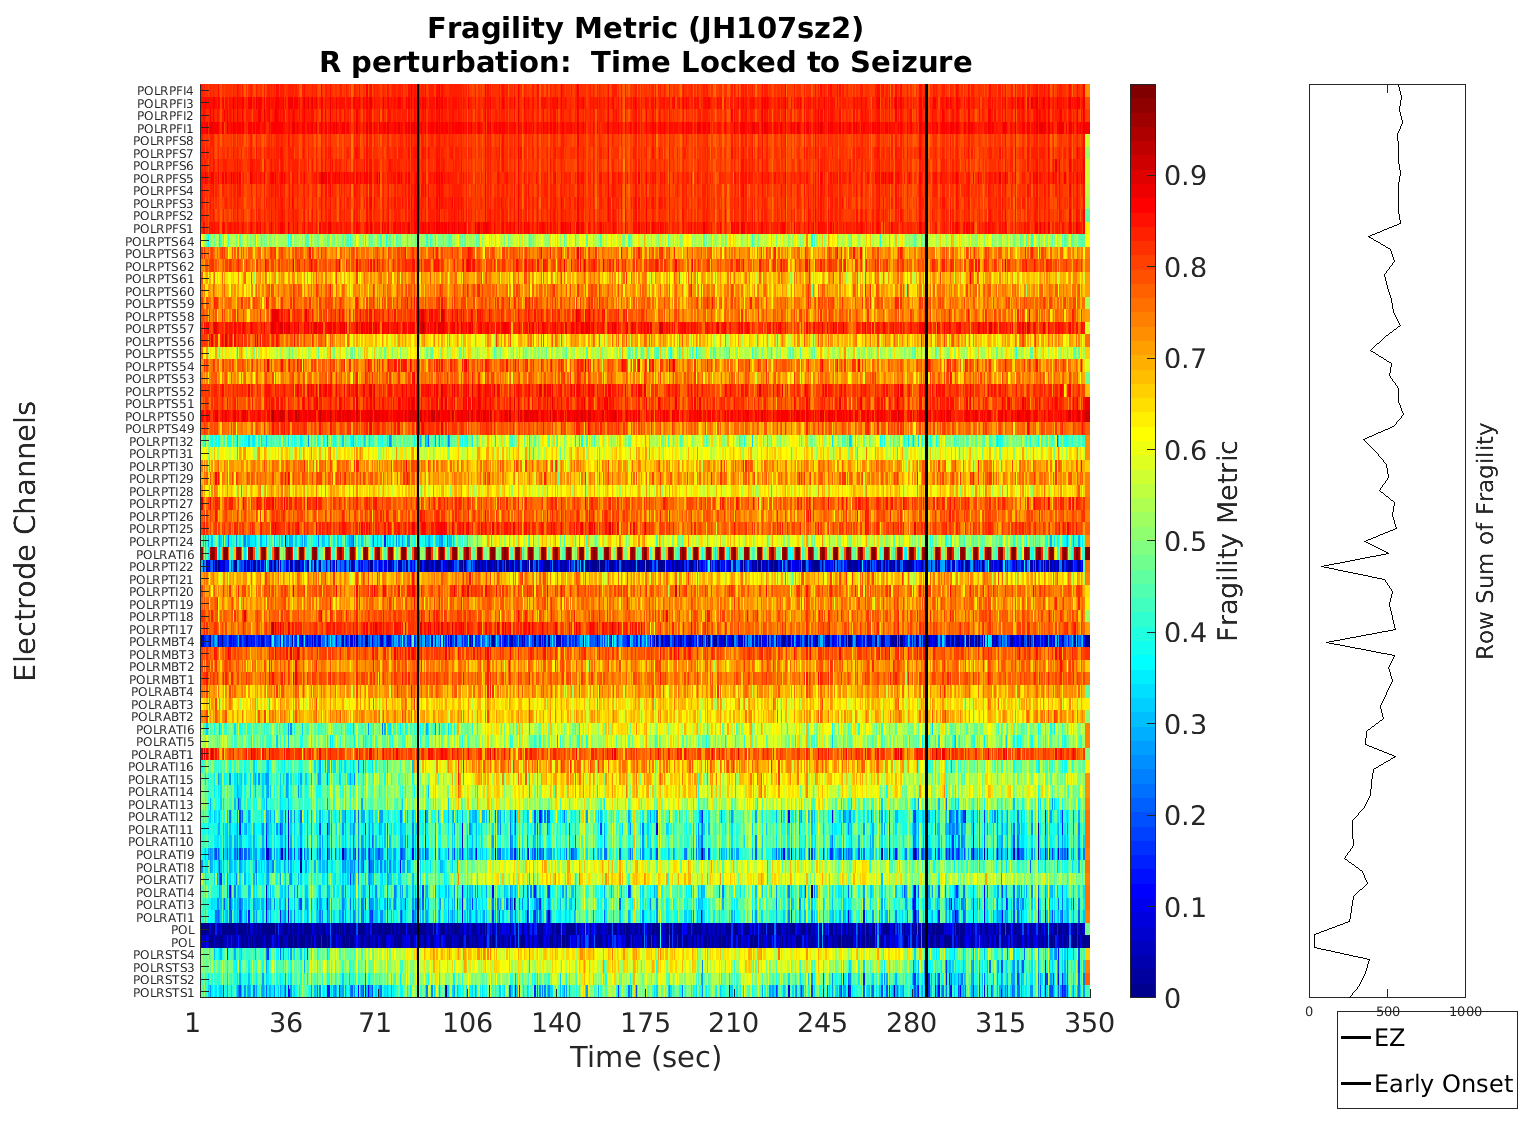 Fragility Metric (JH107sz2)
R perturbation: Time Locked to Seizure
Electrode Channels
POLRPFI4
POLRPFI3
POLRPFI2
POLRPFI1
POLRPFS8
POLRPFS7
POLRPFS6
POLRPFS5
POLRPFS4
POLRPFS3
POLRPFS2
POLRPFS1
POLRPTS64
POLRPTS63
POLRPTS62
POLRPTS61
POLRPTS60
POLRPTS59
POLRPTS58
POLRPTS57
POLRPTS56
POLRPTS55
POLRPTS54
POLRPTS53
POLRPTS52
POLRPTS51
POLRPTS50
POLRPTS49
POLRPTI32
POLRPTI31
POLRPTI30
POLRPTI29
POLRPTI28
POLRPTI27
POLRPTI26
POLRPTI25
POLRPTI24
POLRATI6
POLRPTI22
POLRPTI21
POLRPTI20
POLRPTI19
POLRPTI18
POLRPTI17
POLRMBT4
POLRMBT3
POLRMBT2
POLRMBT1
POLRABT4
POLRABT3
POLRABT2
POLRATI6
POLRATI5
POLRABT1
POLRATI16
POLRATI15
POLRATI14
POLRATI13
POLRATI12
POLRATI11
POLRATI10
POLRATI9
POLRATI8
POLRATI7
POLRATI4
POLRATI3
POLRATI1
POL
POL
POLRSTS4
POLRSTS3
POLRSTS2
POLRSTS1
1 36 71 106 140 175 210 245 280 315 350
Time (sec)
0.9
0.8
0.7
0.6
0.5
0.4
0.3
0.2
0.1
0
Fragility Metric
0 500 1000
Row Sum of Fragility
EZ
Early Onset